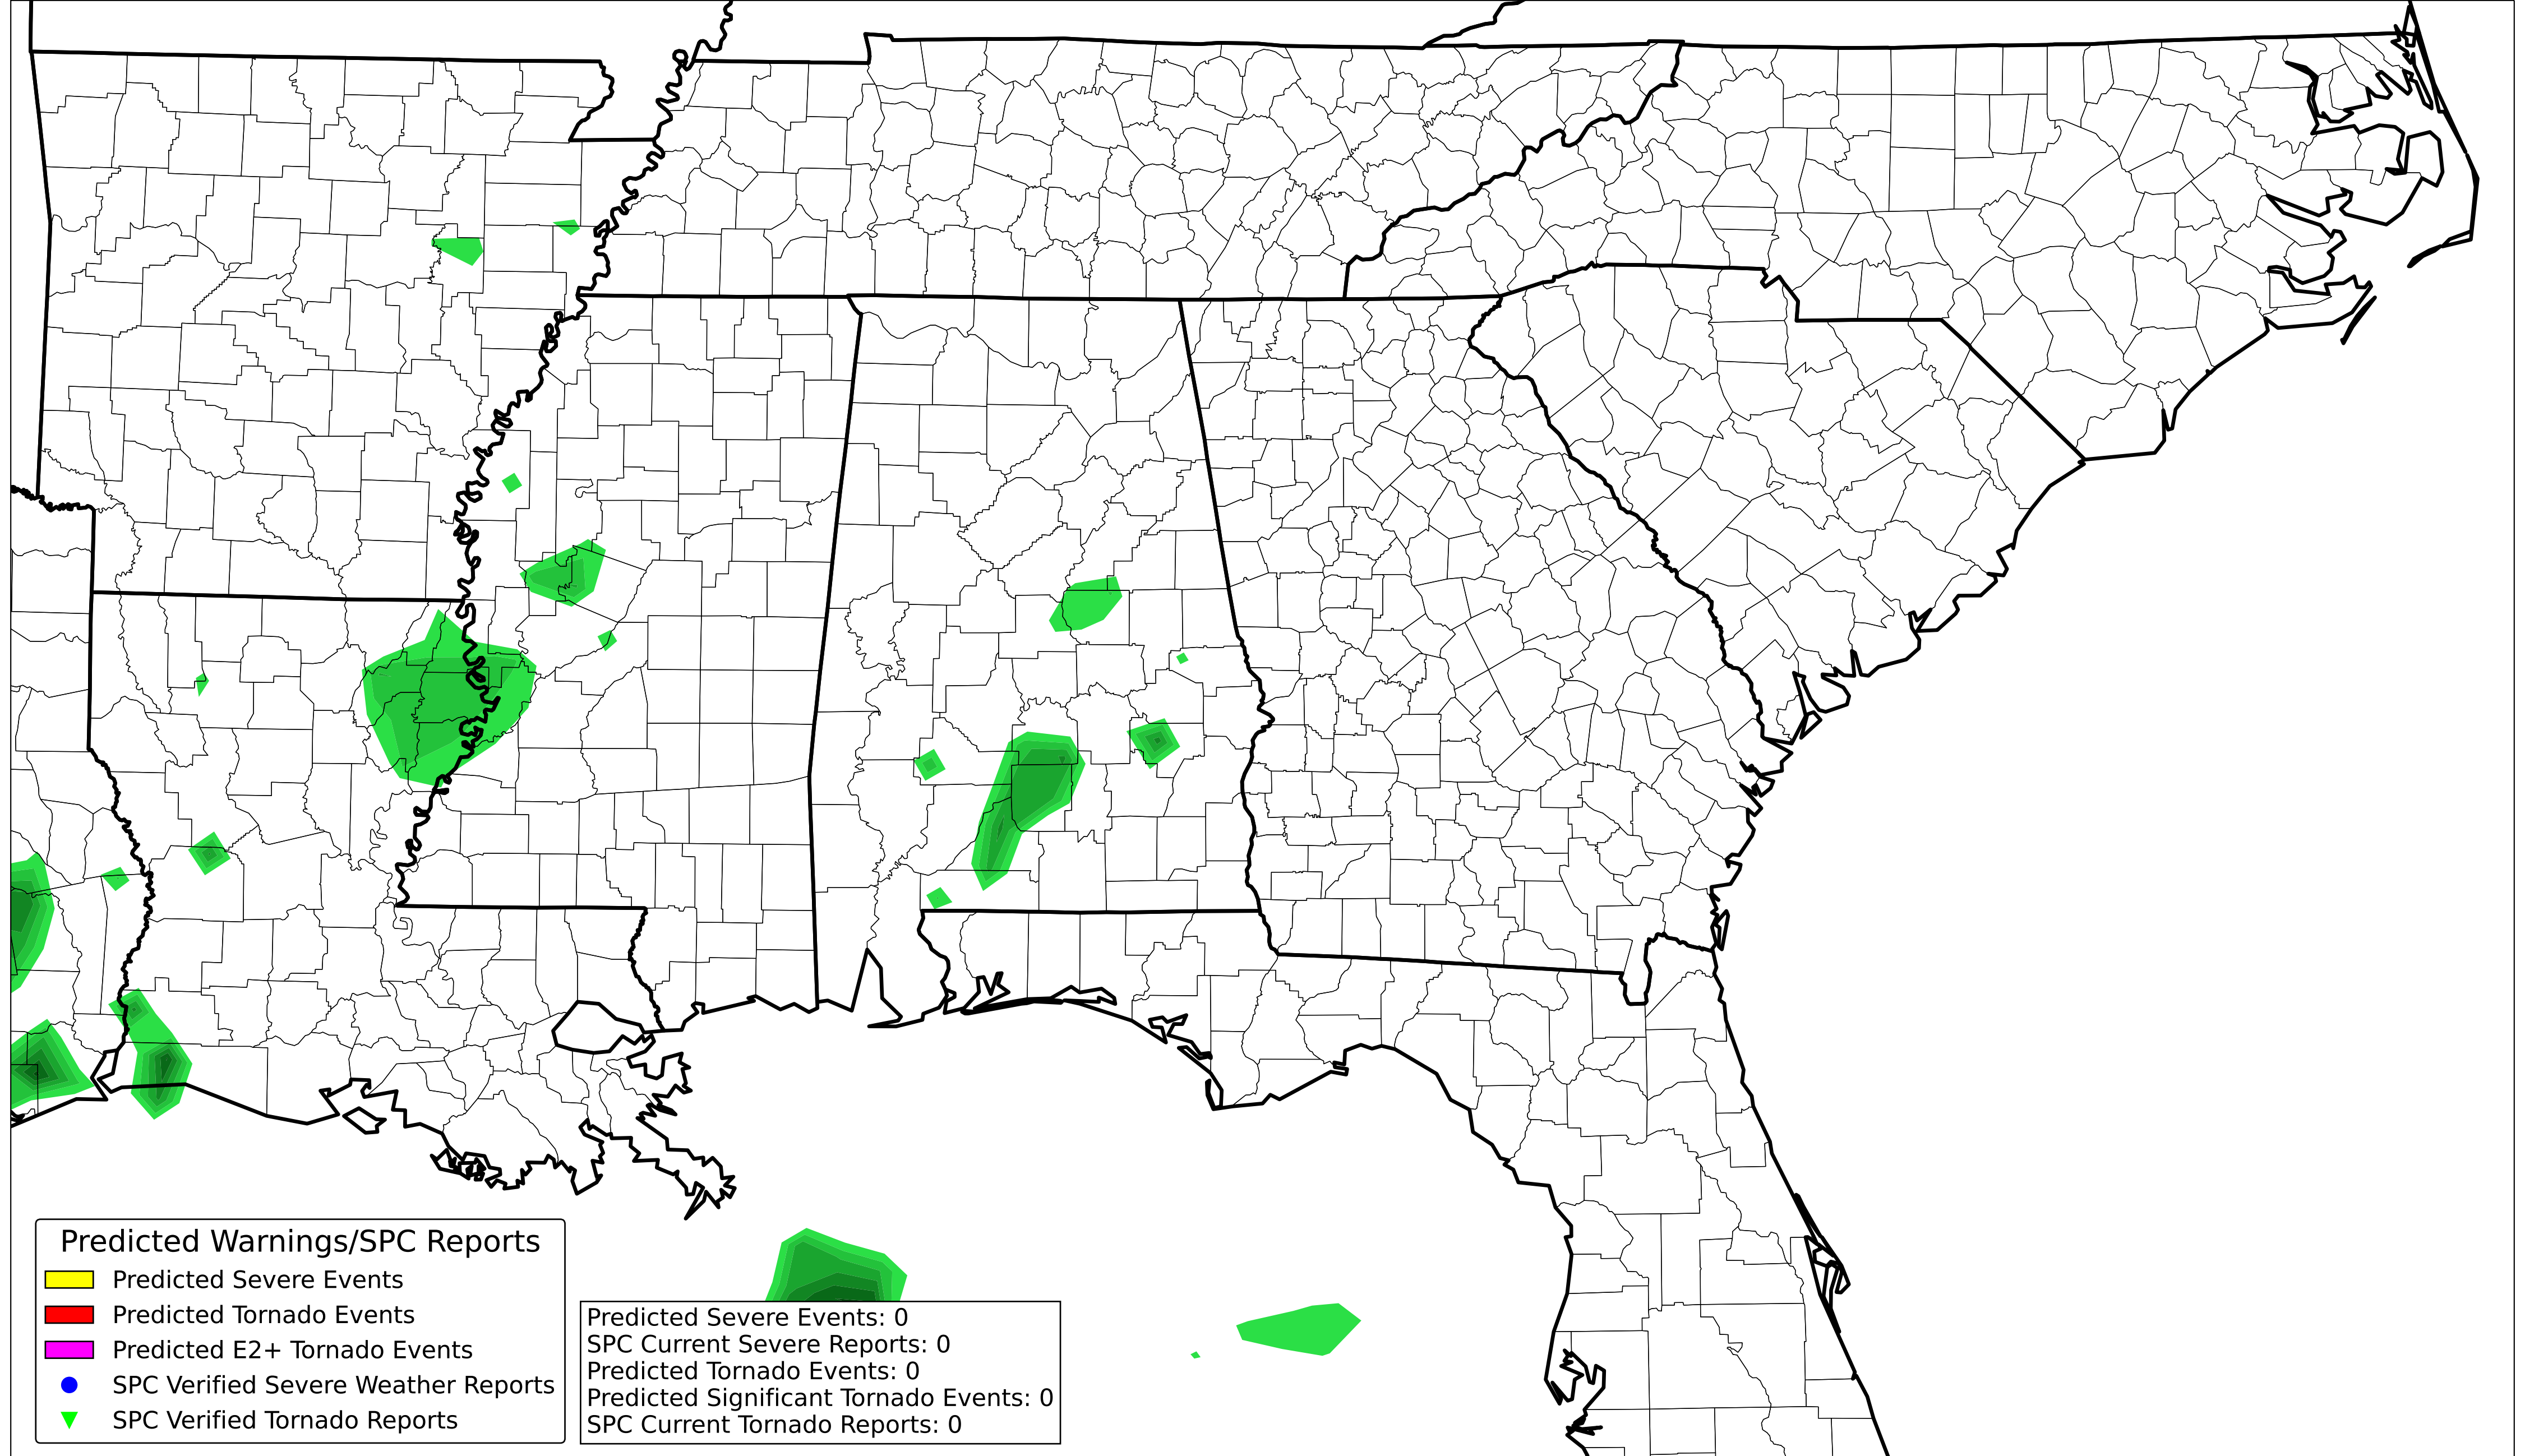 Predicted Warnings/SPC Reports
Predicted Severe Events
Predicted Tornado Events
Predicted E2+ Tornado Events
SPC Verified Severe Weather Reports
SPC Verified Tornado Reports
Predicted Severe Events: 0
SPC Current Severe Reports: 0
Predicted Tornado Events: 0
Predicted Significant Tornado Events: 0
SPC Current Tornado Reports: 0